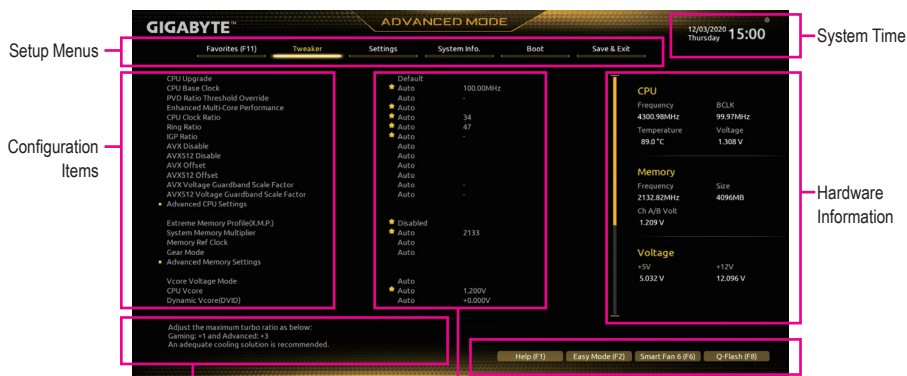 GIGABYTE™
ADVANCED MODE
12/03/2020
Thursday
15:00
System Time
Setup Menus
Favorites (F11) Tweaker Settings System Info. Boot Save & Exit
Configuration
Items
CPU Upgrade Default
CPU Base Clock Auto 100.00MHz
PVD Ratio Threshold Override Auto -
Enhanced Multi-Core Performance Auto
CPU Clock Ratio Auto 34
Ring Ratio Auto 47
IGP Ratio Auto -
AVX Disable Auto
AVX512 Disable Auto
AVX Offset Auto
AVX512 Offset Auto
AVX Voltage Guardband Scale Factor Auto -
AVX512 Voltage Guardband Scale Factor Auto -
Advanced CPU Settings
Extreme Memory Profile(X.M.P.) Disabled
System Memory Multiplier Auto 2133
Memory Ref Clock Auto
Gear Mode Auto
Advanced Memory Settings
Vcore Voltage Mode Auto
CPU Vcore Auto 1.200V
Dynamic Vcore(DVID) Auto +0.000V
CPU
Frequency BCLK
4300.98MHz 99.97MHz
Temperature Voltage
89.0 °C 1.308 V
Memory
Frequency Size
2132.82MHz 4096MB
Ch A/B Volt
1.209 V
Voltage
+5V +12V
5.032 V 12.096 V
Hardware
Information
Adjust the maximum turbo ratio as below:
Gaming: +1 and Advanced: +3
An adequate cooling solution is recommended.
Help (F1) Easy Mode (F2) Smart Fan 6 (F6) Q-Flash (F8)